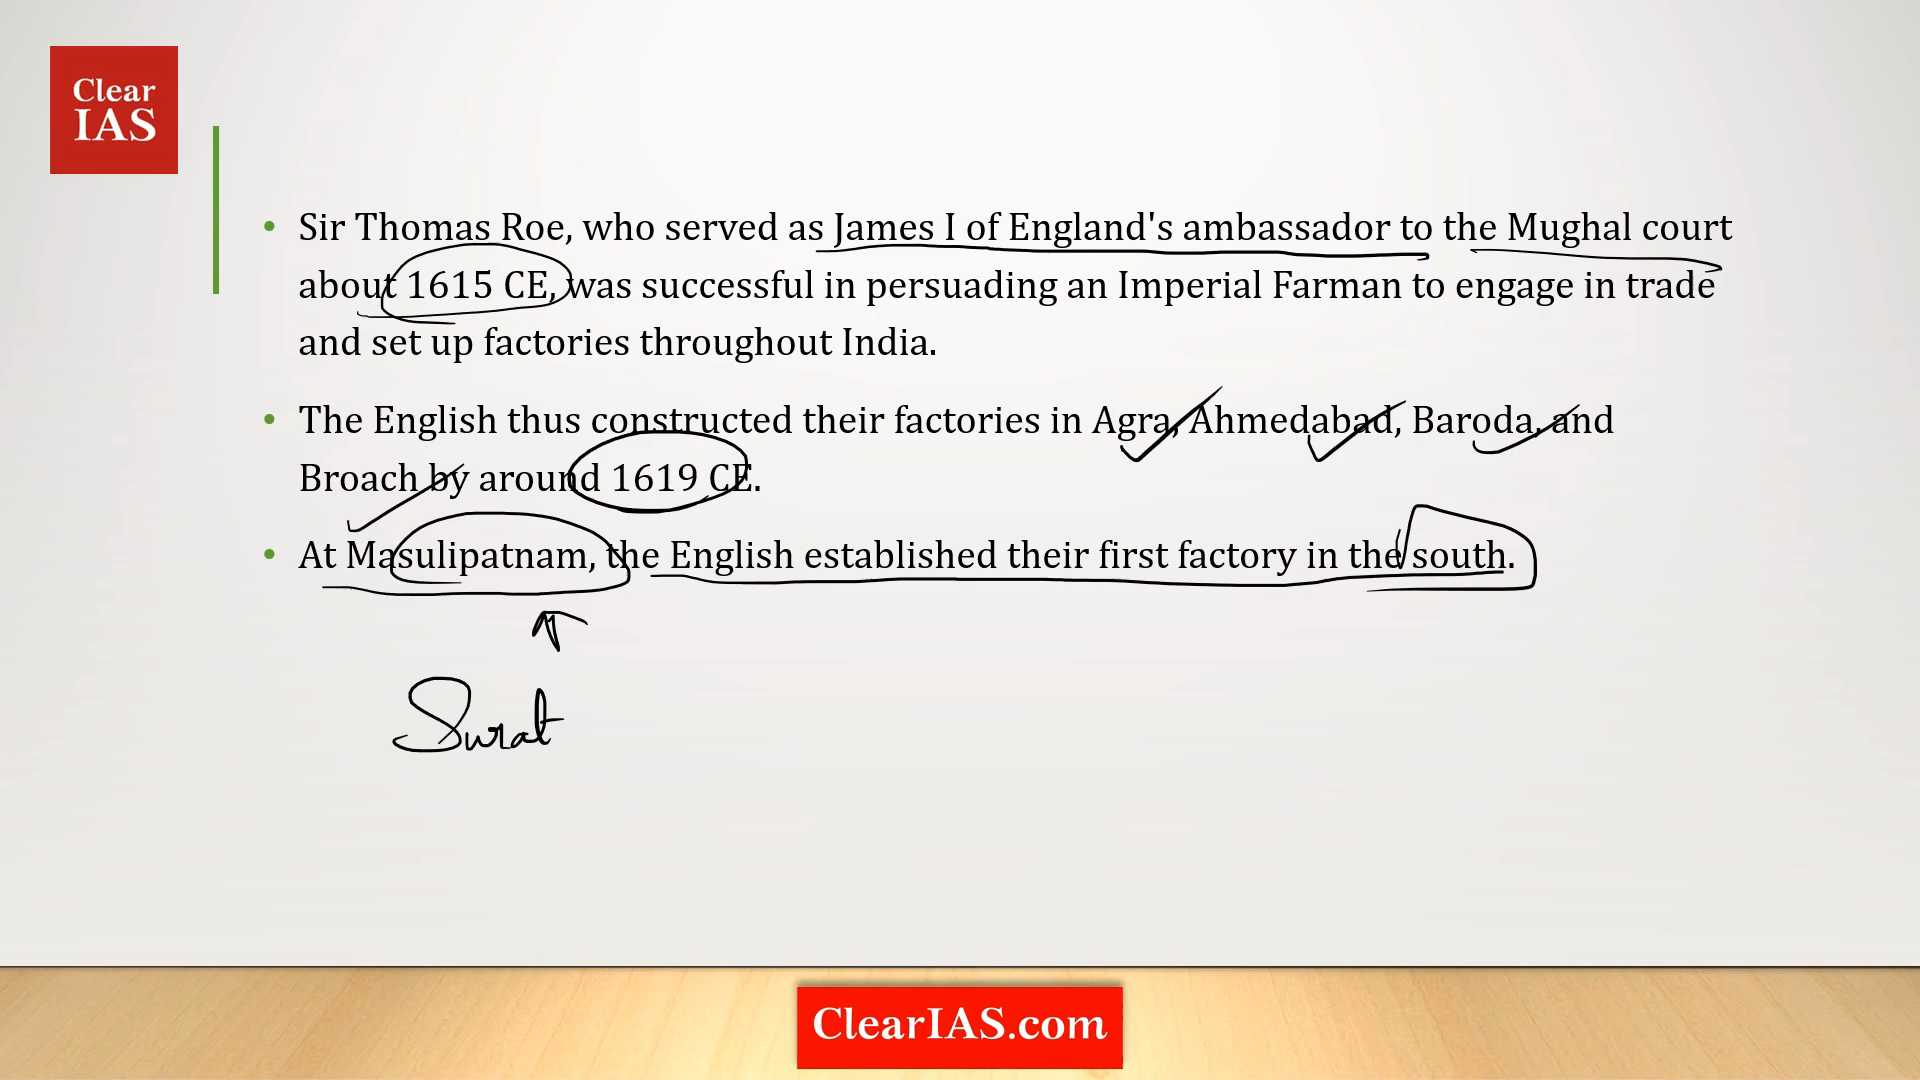 Clear
IAS
• Sir Thomas Roe, who served as James I of England's ambassador to the Mughal court
about 1615 CE, was successful in persuading an Imperial Farman to engage in trade
and set up factories throughout India.
• The English thus constructed their factories in Agra, Ahmedabad, Baroda, and
Broach by around 1619 CE.
• At Masulipatnam, the English established their first factory in the south.
Surat
ClearIAS.com